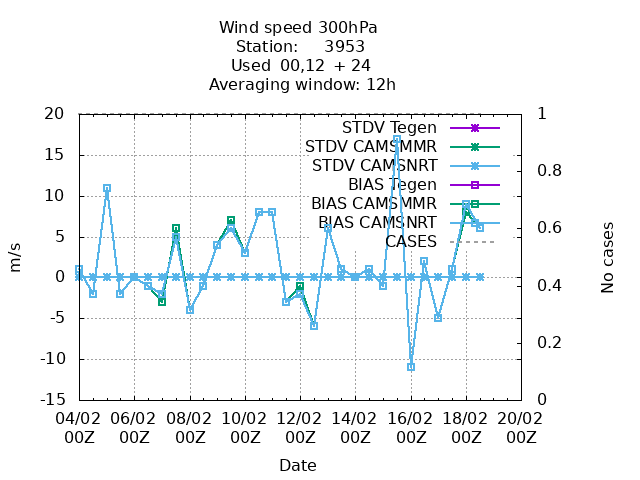 Wind speed 300hPa
Station: 3953
Used 00,12 + 24
Averaging window: 12h
20
15
10
5
0
-5
-10
-15
m/s
1
0.8
0.6
0.4
0.2
0
No cases
STDV Tegen
STDV CAMSMMR
STDV CAMSNRT
BIAS Tegen
BIAS CAMSMMR
BIAS CAMSNRT
CASES
04/02 06/02 08/02 10/02 12/02 14/02 16/02 18/02 20/02
00Z 00Z 00Z 00Z 00Z 00Z 00Z 00Z 00Z
Date